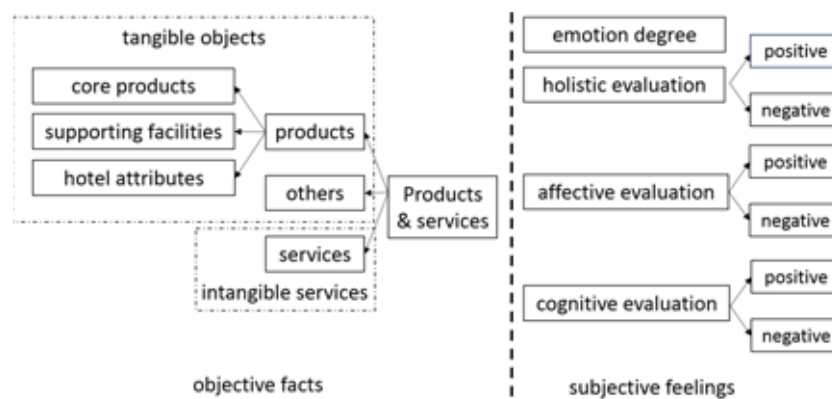 tangible objects
core products
supporting facilities
hotel attributes
products
others
services
intangible services
Products
& services
objective facts
emotion degree
holistic evaluation
positive
negative
affective evaluation
positive
negative
cognitive evaluation
positive
negative
subjective feelings